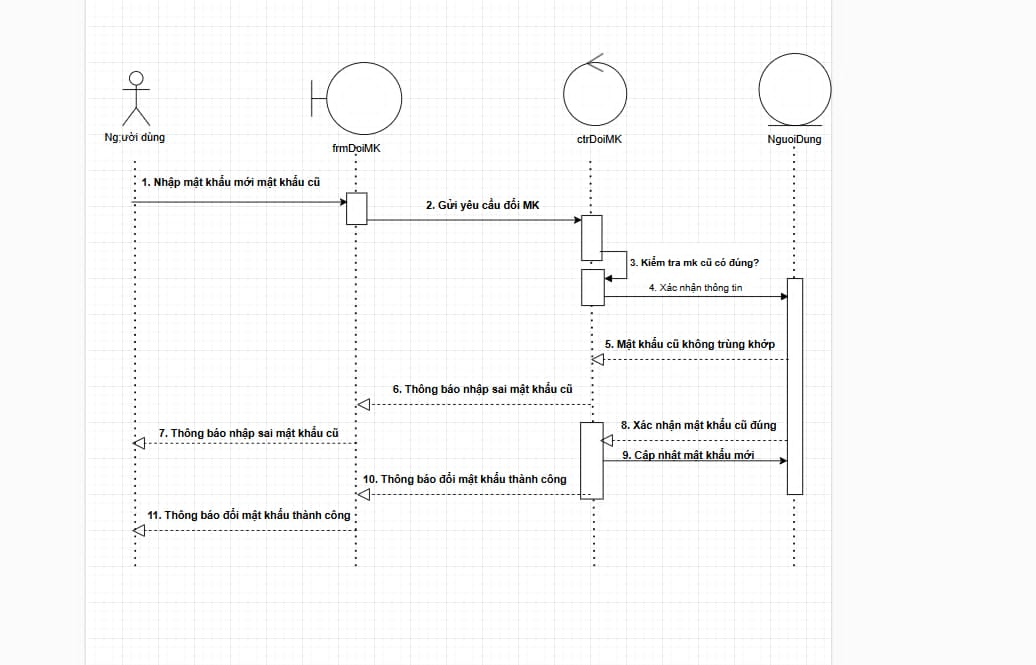 Người dùng
frmDoiMK
ctrDoiMK
NguoiDung
1. Nhập mật khẩu mới mật khẩu cũ
2. Gửi yêu cầu đổi MK
3. Kiểm tra mk cũ có đúng?
4. Xác nhận thông tin
5. Mật khẩu cũ không trùng khớp
6. Thông báo nhập sai mật khẩu cũ
7. Thông báo nhập sai mật khẩu cũ
8. Xác nhận mật khẩu cũ đúng
9. Cập nhật mật khẩu mới
10. Thông báo đổi mật khẩu thành công
11. Thông báo đổi mật khẩu thành công